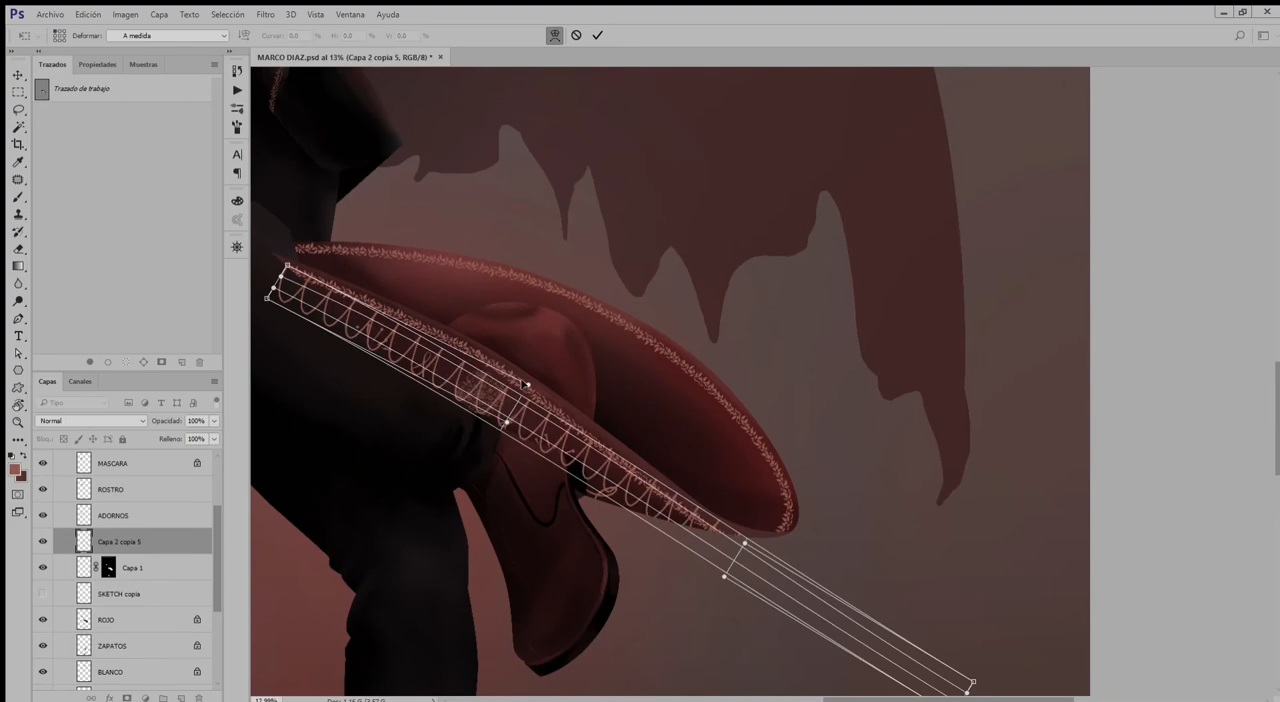 Ps Archivo Edición Imagen Capa Texto Selección Filtro 3D Vista Ventana Ayuda
Deformar: A medida Curvar: 0.0 % H: 0.0 % V: 0.0 %
MARCO DIAZ.psd al 13% (Capa 2 copia 5, RGB/8) * ×
Trazados Propiedades Muestras
Trazado de trabajo
Capas Canales
Tipo
Normal Opacidad: 100%
Bloq.: Relleno: 100%
MASCARA
ROSTRO
ADORNOS
Capa 2 copia 5
Capa 1
SKETCH copia
ROJO
ZAPATOS
BLANCO